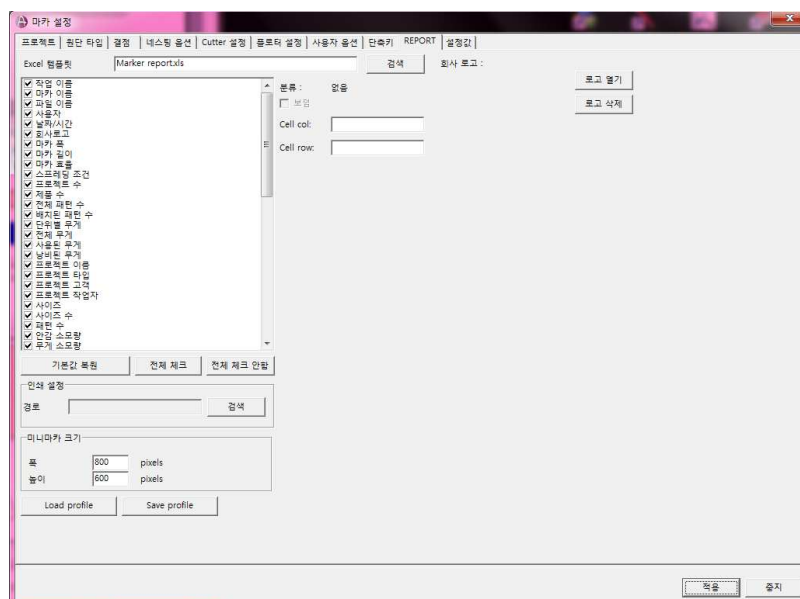 마카 설정
프로젝트 원단 타입 결점 네스팅 옵션 Cutter 설정 플로터 설정 사용자 옵션 단축키 REPORT 설정값
Excel 템플릿 Marker report.xls 검색 회사 로고 :
로고 열기
로고 삭제
분류 : 없음
보임
Cell col:
Cell row:
작업 이름
마카 이름
파일 이름
사용자
날짜/시간
회사로고
마카 폭
마카 길이
마카 효율
스프레딩 조건
프로젝트 수
제품 수
전체 패턴 수
배치된 패턴 수
단위별 무게
전체 무게
사용된 무게
낭비된 무게
프로젝트 이름
프로젝트 타입
프로젝트 고객
프로젝트 작업자
사이즈
사이즈 수
패턴 수
안감 소모량
무게 소모량
기본값 복원 전체 체크 전체 체크 안함
인쇄 설정
경로 검색
미니마카 크기
폭 800 pixels
높이 600 pixels
Load profile Save profile
적용 중지